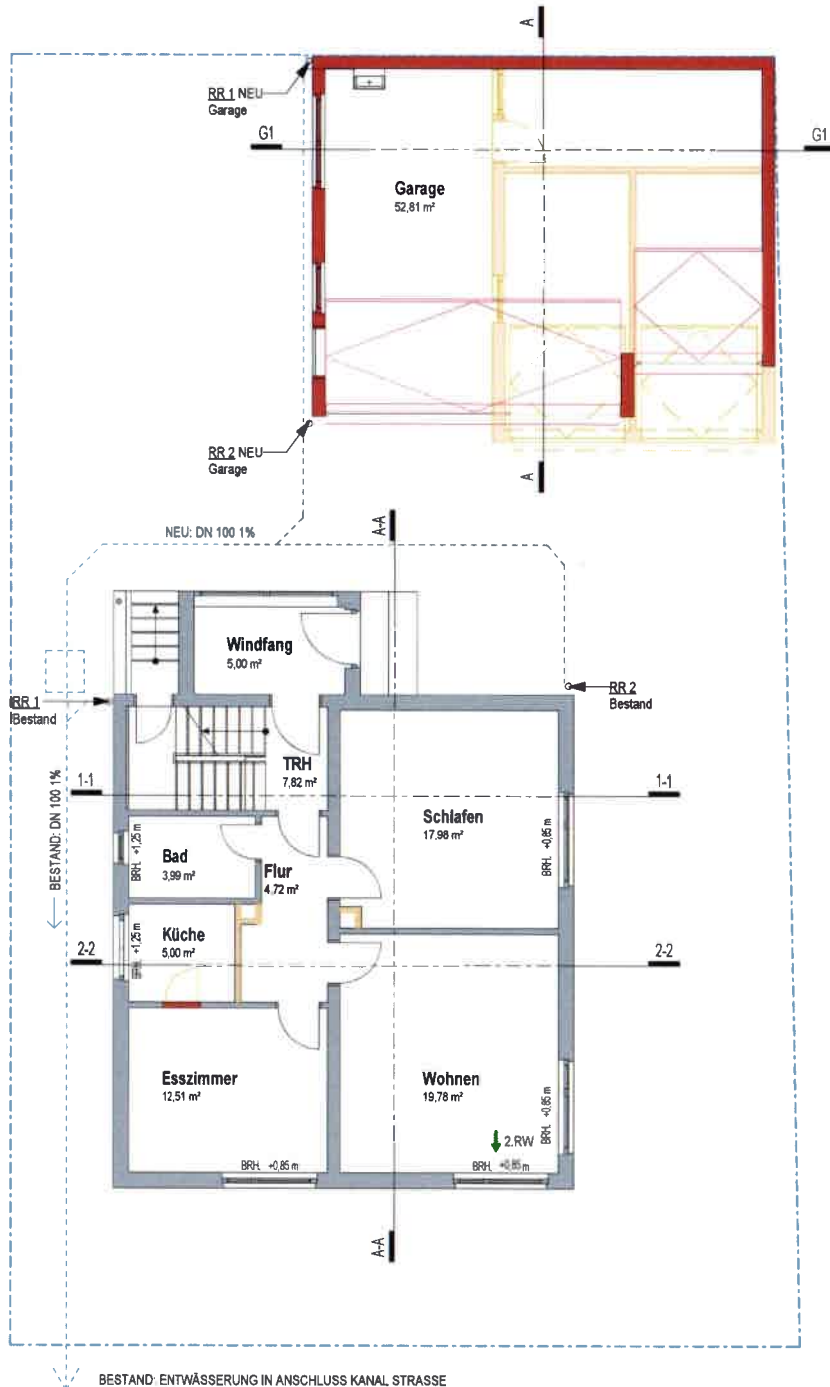 A
RR 1 NEU
Garage
G1
G1
Garage
52,81 m²
RR 2 NEU
Garage
A
NEU: DN 100 1%
A-A
Windfang
5,00 m²
RR 1
Bestand
RR 2
Bestand
TRH
7,82 m²
1-1
1-1
Schlafen
17,98 m²
BRH. +0,85 m
BESTAND: DN 100 1%
BRH. +1,25 m
Bad
3,99 m²
Flur
4,72 m²
Küche
5,00 m²
BRH. +1,25 m
2-2
2-2
Esszimmer
12,51 m²
Wohnen
19,78 m²
BRH. +0,85 m
2.RW
BRH. +0,85 m
BRH. +0,85 m
A-A
BESTAND: ENTWÄSSERUNG IN ANSCHLUSS KANAL STRASSE